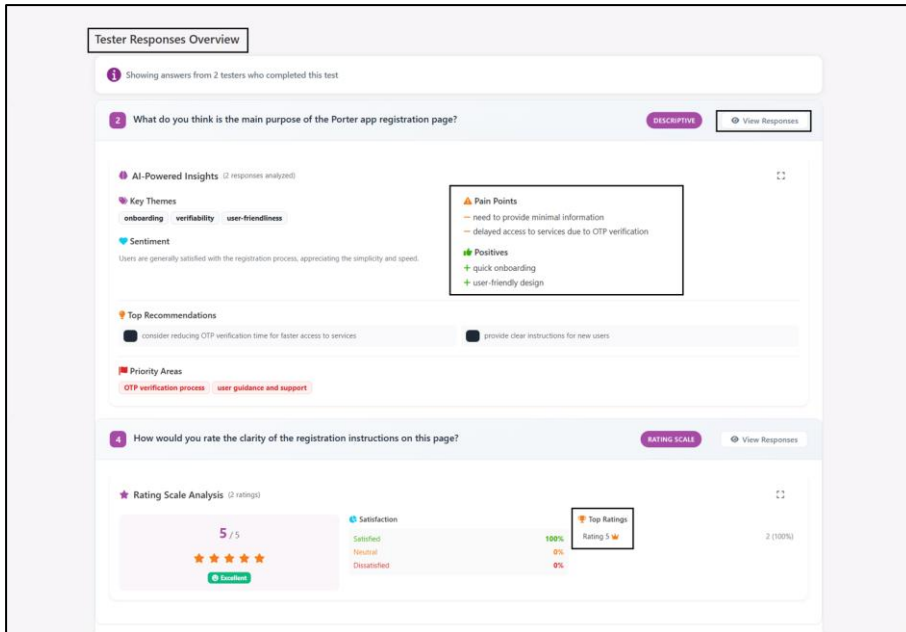 Tester Responses Overview
Showing answers from 2 testers who completed this test
2 What do you think is the main purpose of the Porter app registration page? DESCRIPTIVE View Responses
AI-Powered Insights (2 responses analyzed)
Key Themes
onboarding verifiability user-friendliness
Sentiment
Users are generally satisfied with the registration process, appreciating the simplicity and speed.
Pain Points
— need to provide minimal information
— delayed access to services due to OTP verification
Positives
+ quick onboarding
+ user-friendly design
Top Recommendations
consider reducing OTP verification time for faster access to services
provide clear instructions for new users
Priority Areas
OTP verification process user guidance and support
4 How would you rate the clarity of the registration instructions on this page? RATING SCALE View Responses
Rating Scale Analysis (2 ratings)
5 / 5
Excellent
Satisfaction
Satisfied 100%
Neutral 0%
Dissatisfied 0%
Top Ratings
Rating 5 2 (100%)